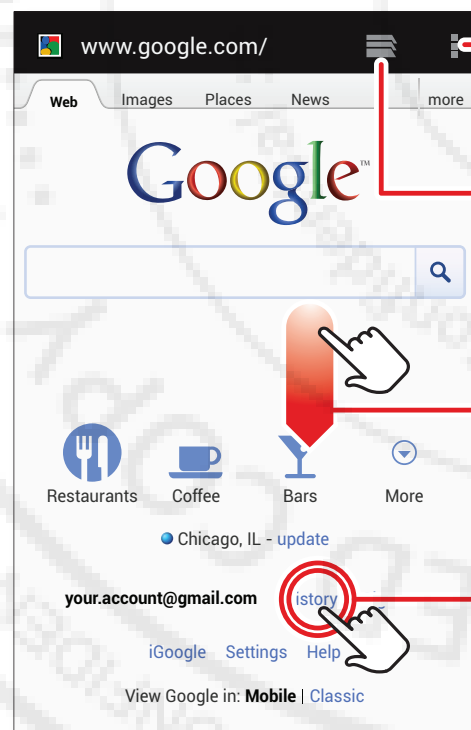 www.google.com/
Web Images Places News more
Google™
Restaurants Coffee Bars More
Chicago, IL - update
your.account@gmail.com istory
iGoogle Settings Help
View Google in: Mobile | Classic